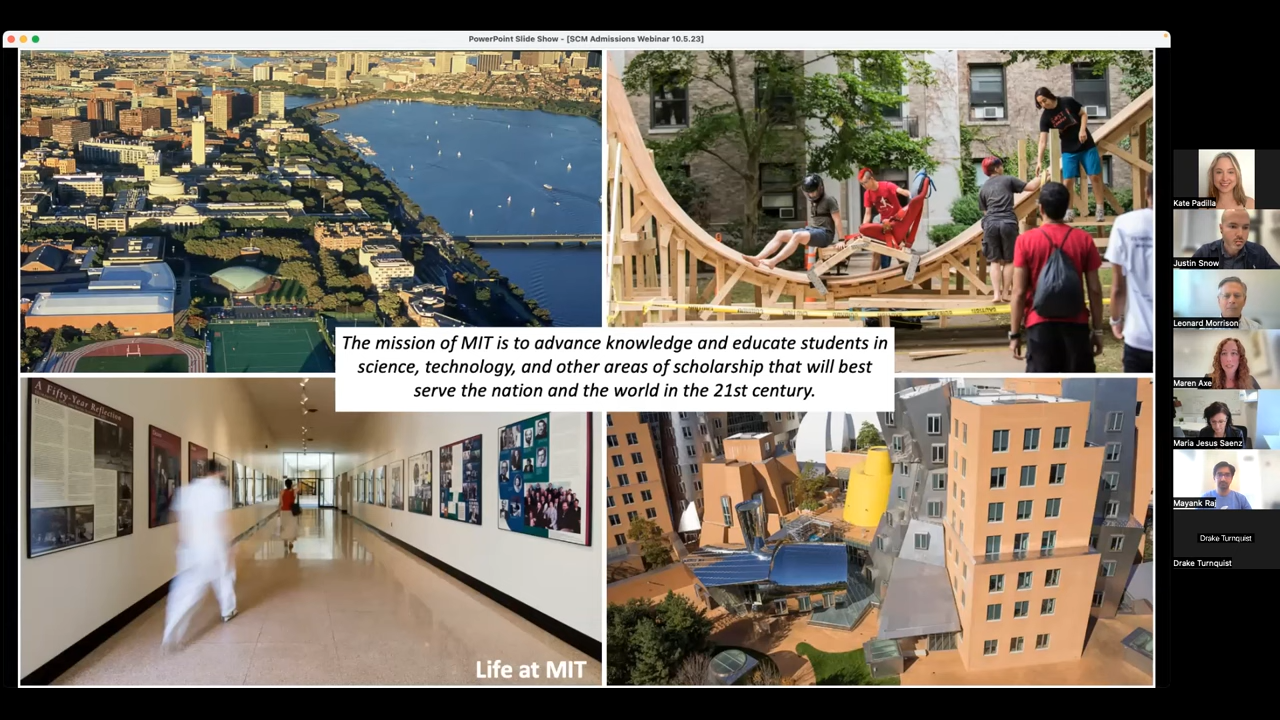 PowerPoint Slide Show - [SCM Admissions Webinar 10.5.23]
The mission of MIT is to advance knowledge and educate students in
science, technology, and other areas of scholarship that will best
serve the nation and the world in the 21st century.
A Fifty-Year Reflection
Life at MIT
Kate Padilla
Justin Snow
Leonard Morrison
Maren Axe
Maria Jesus Saenz
Mayank Raj
Drake Turnquist
Drake Turnquist